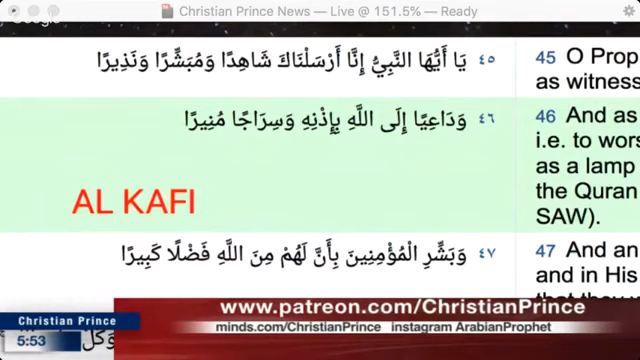 Christian Prince News — Live @ 151.5% — Ready
يَا أَيُّهَا النَّبِيُّ إِنَّا أَرْسَلْنَاكَ شَاهِدًا وَمُبَشِّرًا وَنَذِيرًا ٤٥
45 O Prop
as witness
وَدَاعِيًا إِلَى اللَّهِ بِإِذْنِهِ وَسِرَاجًا مُنِيرًا ٤٦
46 And as
i.e. to wors
as a lamp
the Quran
SAW).
AL KAFI
وَبَشِّرِ الْمُؤْمِنِينَ بِأَنَّ لَهُمْ مِنَ اللَّهِ فَضْلًا كَبِيرًا ٤٧
47 And an
and in His
www.patreon.com/ChristianPrince
minds.com/ChristianPrince instagram ArabianProphet
Christian Prince
5:53